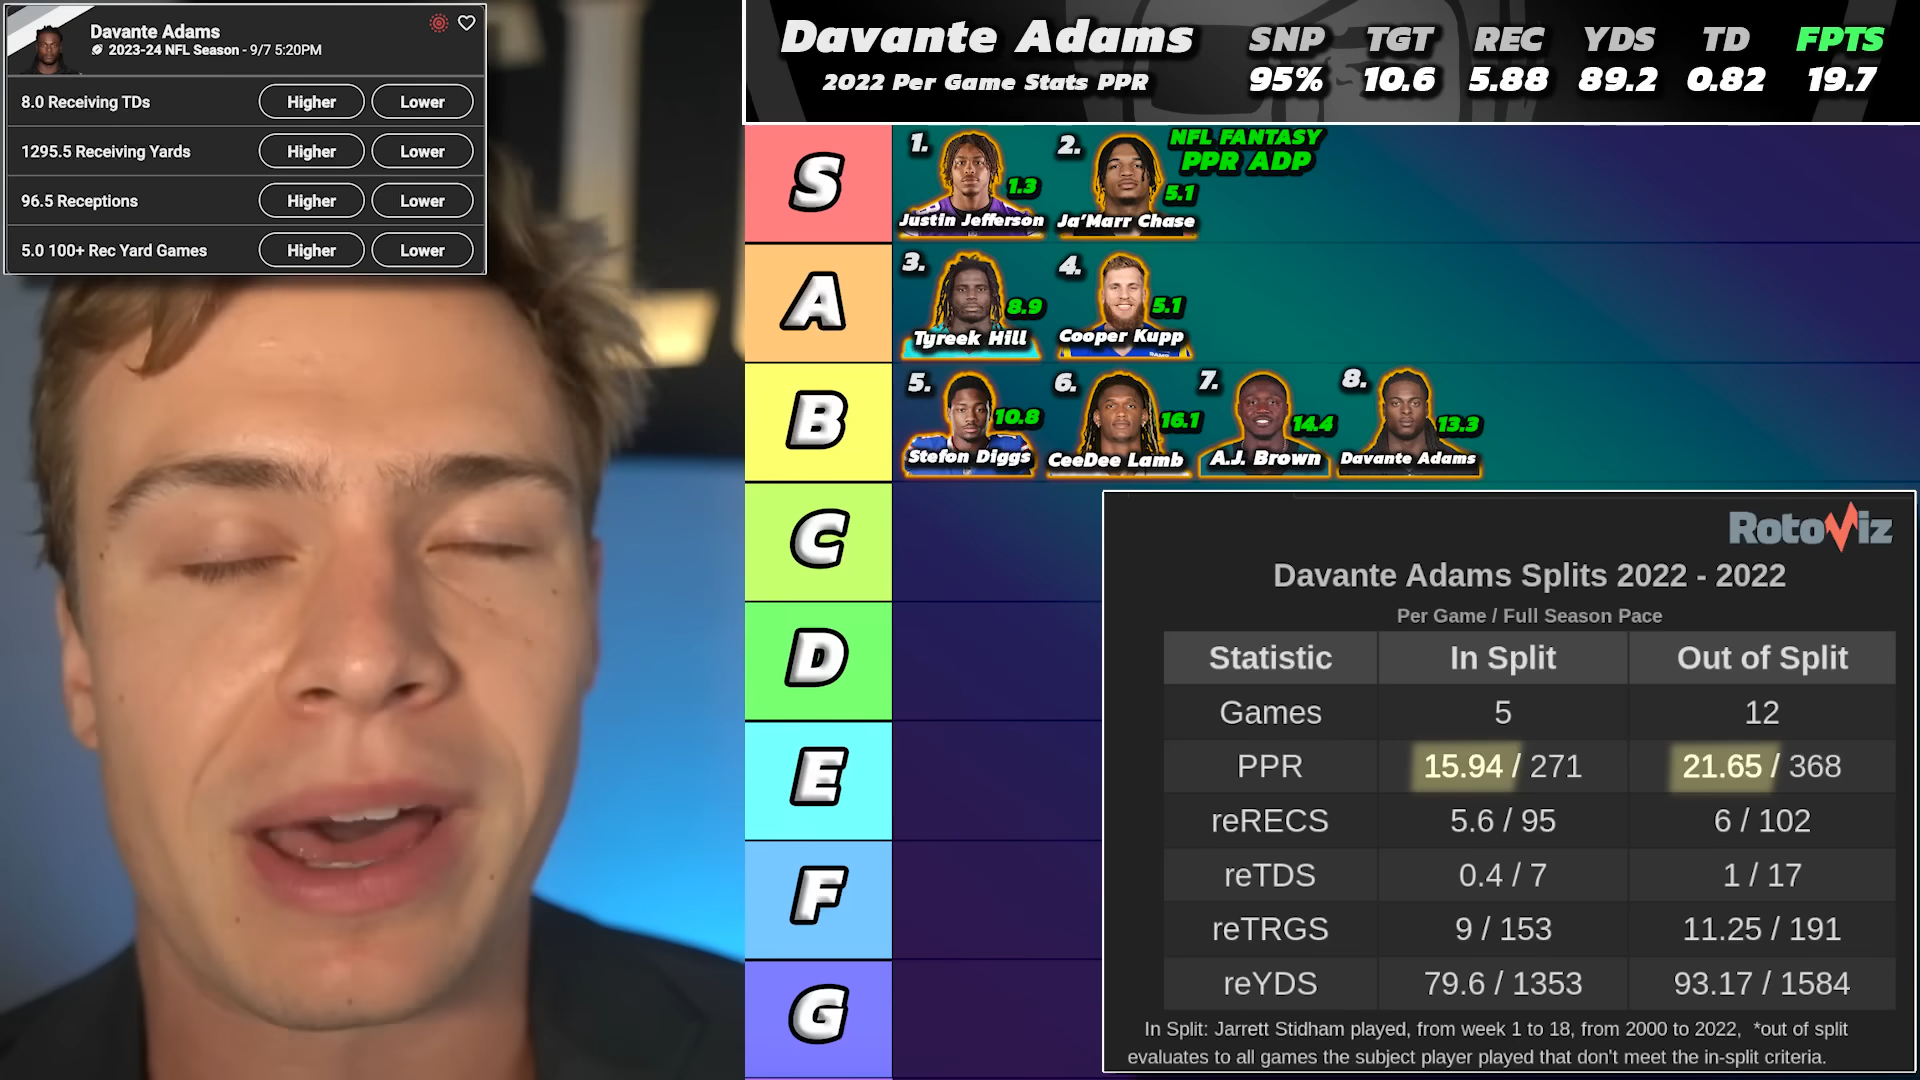 Davante Adams
2023-24 NFL Season - 9/7 5:20PM
8.0 Receiving TDs Higher Lower
1295.5 Receiving Yards Higher Lower
96.5 Receptions Higher Lower
5.0 100+ Rec Yard Games Higher Lower
Davante Adams SNP TGT REC YDS TD FPTS
2022 Per Game Stats PPR 95% 10.6 5.88 89.2 0.82 19.7
NFL FANTASY
PPR ADP
S 1. 1.3 2. 5.1
Justin Jefferson Ja'Marr Chase
A 3. 8.9 4. 5.1
Tyreek Hill Cooper Kupp
B 5. 10.8 6. 16.1 7. 14.4 8. 13.3
Stefon Diggs CeeDee Lamb A.J. Brown Davante Adams
C
D
E
F
G
RotoViz
Davante Adams Splits 2022 - 2022
Per Game / Full Season Pace
Statistic In Split Out of Split
Games 5 12
PPR 15.94 / 271 21.65 / 368
reRECS 5.6 / 95 6 / 102
reTDS 0.4 / 7 1 / 17
reTRGS 9 / 153 11.25 / 191
reYDS 79.6 / 1353 93.17 / 1584
In Split: Jarrett Stidham played, from week 1 to 18, from 2000 to 2022, *out of split
evaluates to all games the subject player played that don't meet the in-split criteria.